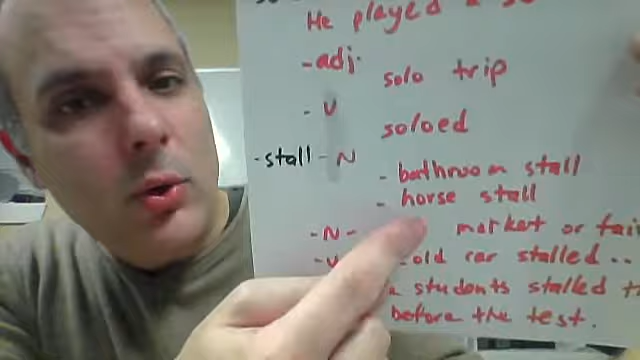 He played a so
-adj.
solo trip
- V
soloed
-stall - N
- bathroom stall
- horse stall
-N- market or fair
-V old car stalled..
students stalled
before the test.